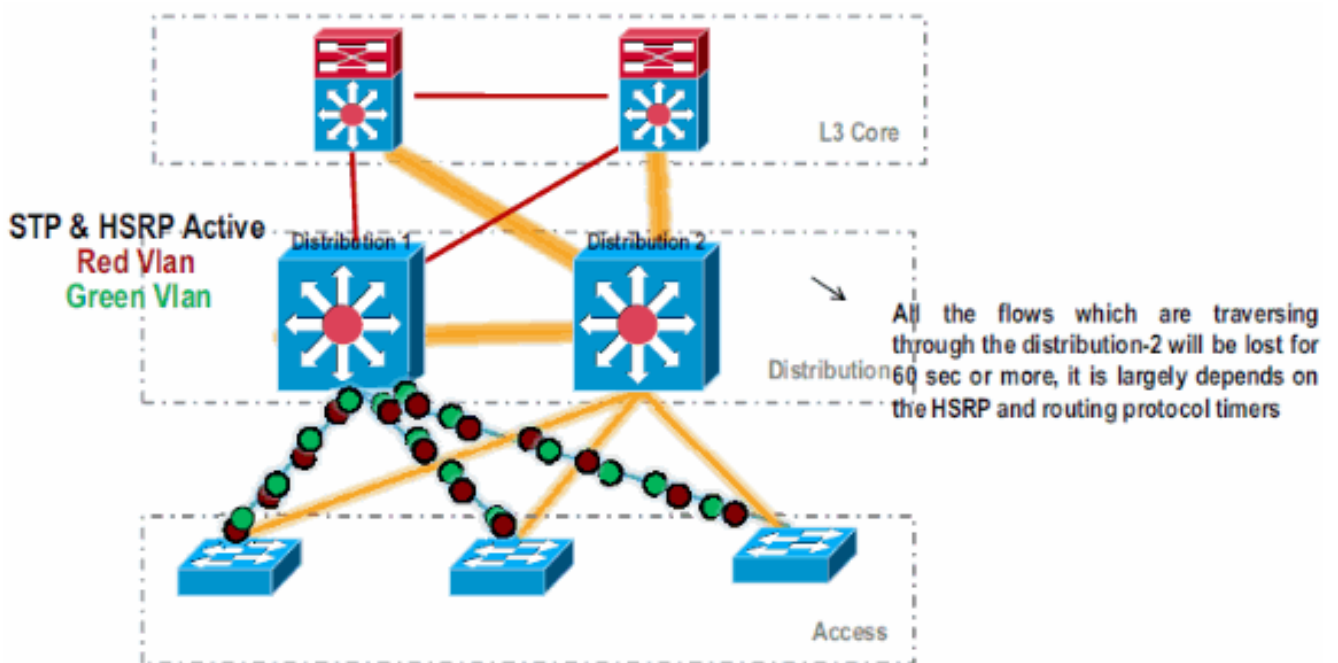 L3 Core
STP & HSRP Active
Red Vlan
Green Vlan
Distribution 1
Distribution 2
All the flows which are traversing
through the distribution-2 will be lost for
60 sec or more, it is largely depends on
the HSRP and routing protocol timers
Distribution
Access